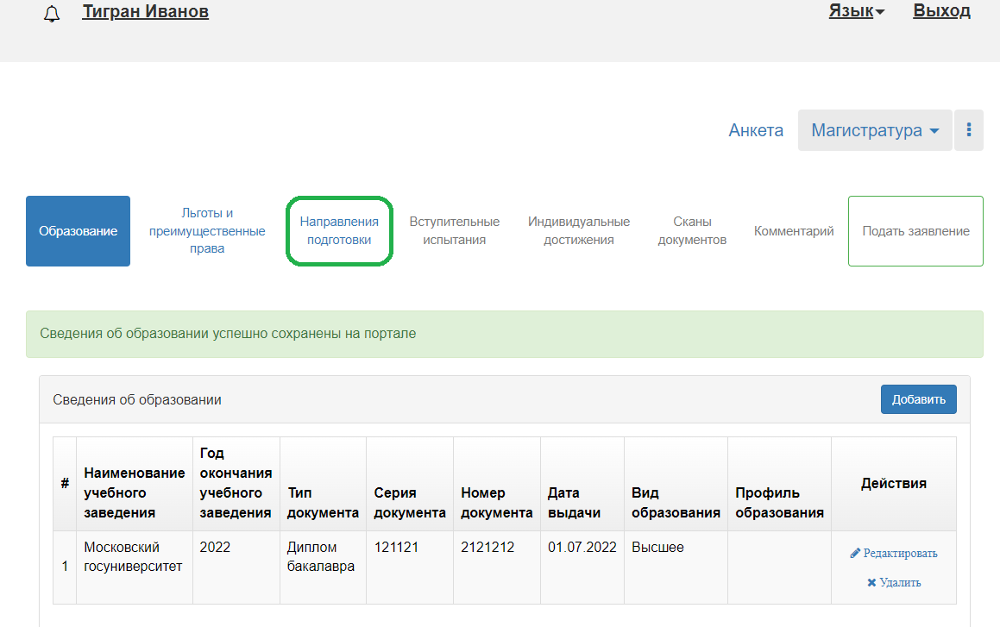 Тигран Иванов
Язык
Выход
Анкета
Магистратура
Образование
Льготы и
преимущественные
права
Направления
подготовки
Вступительные
испытания
Индивидуальные
достижения
Сканы
документов
Комментарий
Подать заявление
Сведения об образовании успешно сохранены на портале
Сведения об образовании
Добавить
#
Наименование
учебного
заведения
Год
окончания
учебного
заведения
Тип
документа
Серия
документа
Номер
документа
Дата
выдачи
Вид
образования
Профиль
образования
Действия
1
Московский
госуниверситет
2022
Диплом
бакалавра
121121
2121212
01.07.2022
Высшее
Редактировать
Удалить